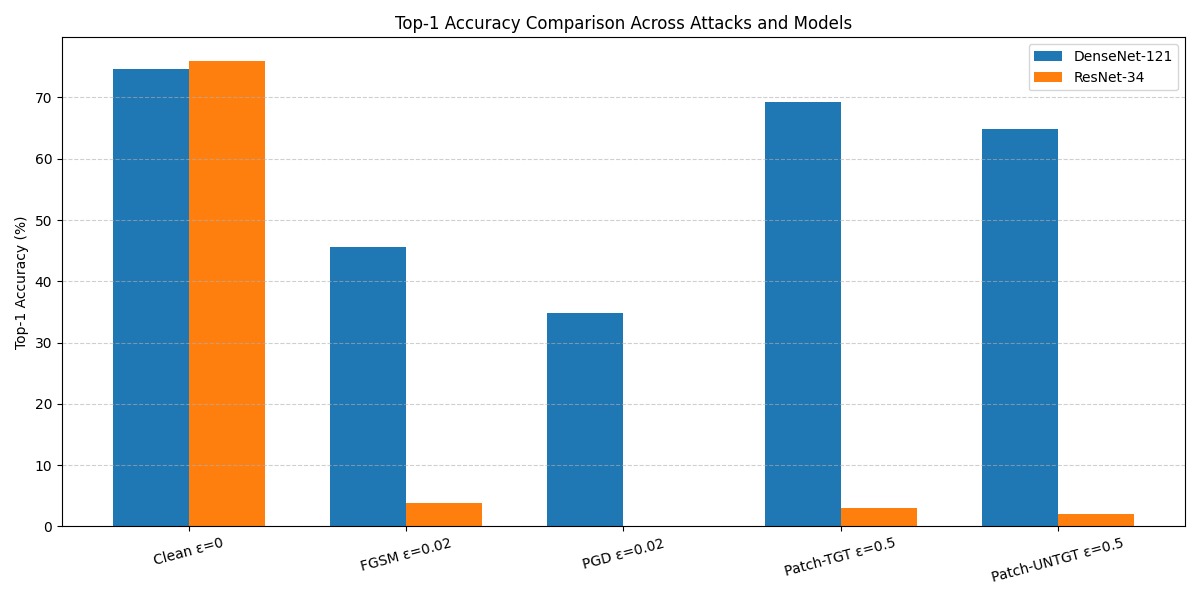 Top-1 Accuracy Comparison Across Attacks and Models
DenseNet-121
ResNet-34
Top-1 Accuracy (%)
70
60
50
40
30
20
10
0
Clean ε=0
FGSM ε=0.02
PGD ε=0.02
Patch-TGT ε=0.5
Patch-UNTGT ε=0.5